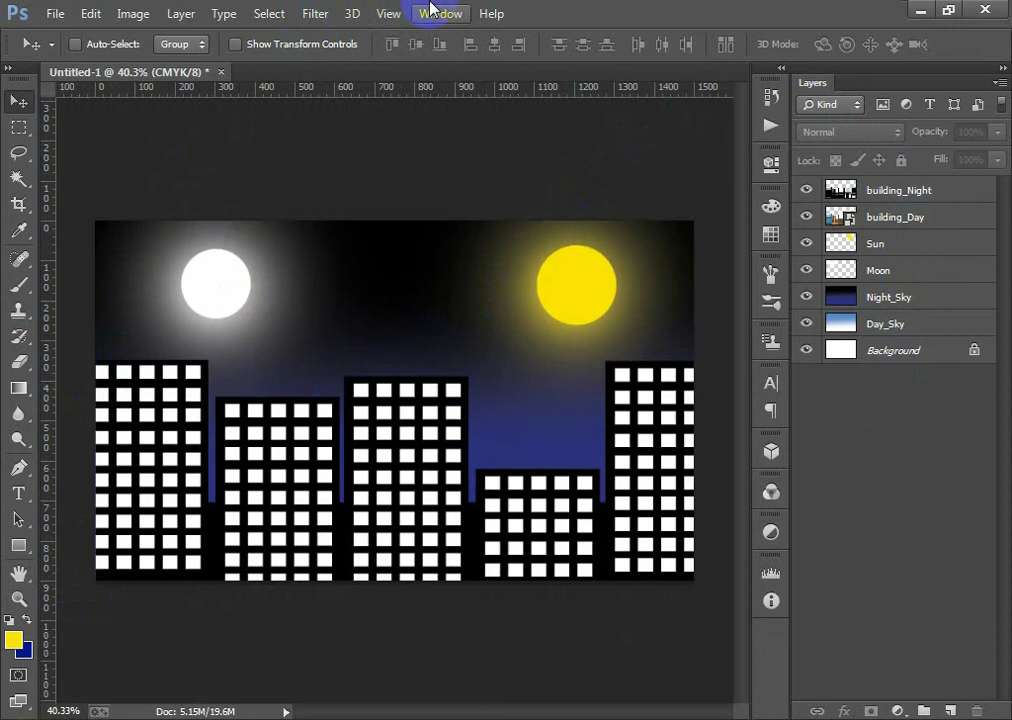 Ps File Edit Image Layer Type Select Filter 3D View Window Help
Auto-Select: Group Show Transform Controls 3D Mode:
Untitled-1 @ 40.3% (CMYK/8) * ×
100 0 100 200 300 400 500 600 700 800 900 1000 1100 1200 1300 1400 1500
Layers
Kind T
Normal Opacity: 100%
Lock: Fill: 100%
building_Night
building_Day
Sun
Moon
Night_Sky
Day_Sky
Background
A
T
fx
40.33% Doc: 5.15M/19.6M